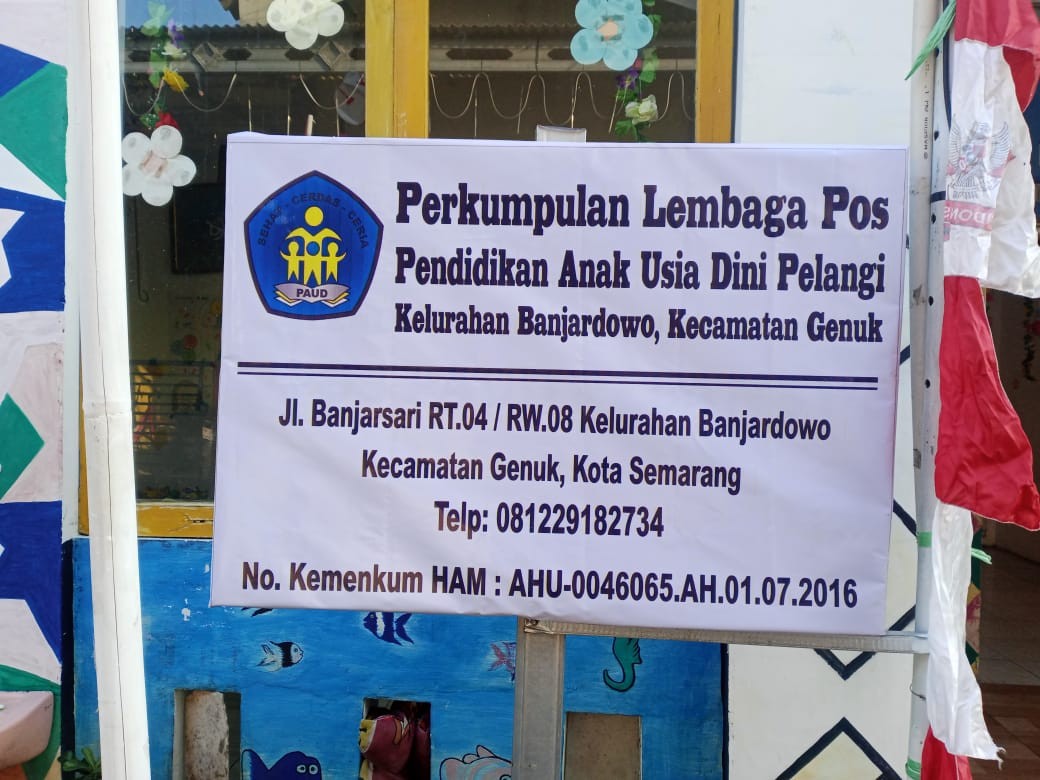 SEHAT - CERDAS - CERIA
PAUD
Perkumpulan Lembaga Pos
Pendidikan Anak Usia Dini Pelangi
Kelurahan Banjardowo, Kecamatan Genuk
Jl. Banjarsari RT.04 / RW.08 Kelurahan Banjardowo
Kecamatan Genuk, Kota Semarang
Telp: 081229182734
No. Kemenkum HAM : AHU-0046065.AH.01.07.2016